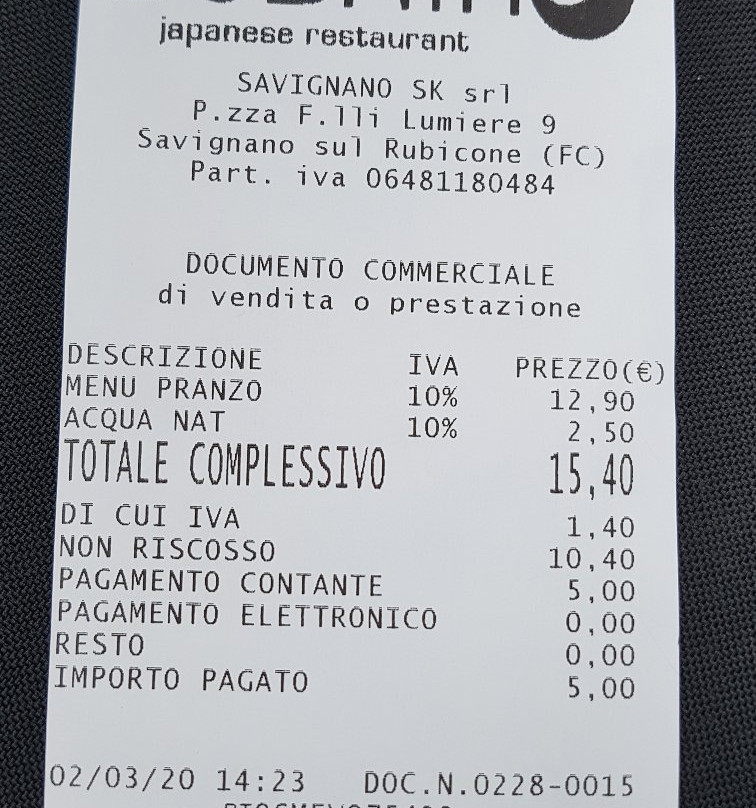 japanese restaurant
SAVIGNANO SK srl
P.zza F.lli Lumiere 9
Savignano sul Rubicone (FC)
Part. iva 06481180484
DOCUMENTO COMMERCIALE
di vendita o prestazione
DESCRIZIONE IVA PREZZO(€)
MENU PRANZO 10% 12,90
ACQUA NAT 10% 2,50
TOTALE COMPLESSIVO 15,40
DI CUI IVA 1,40
NON RISCOSSO 10,40
PAGAMENTO CONTANTE 5,00
PAGAMENTO ELETTRONICO 0,00
RESTO 0,00
IMPORTO PAGATO 5,00
02/03/20 14:23 DOC.N.0228-0015